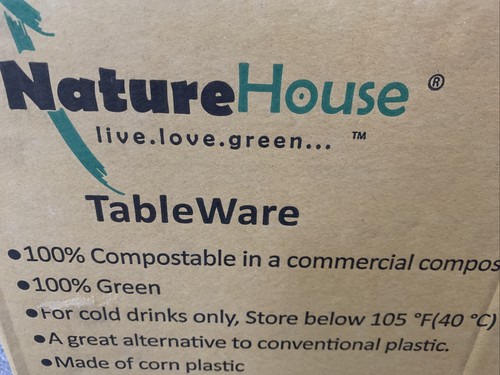 NatureHouse ®
live.love.green... ™
TableWare
•100% Compostable in a commercial compos
•100% Green
•For cold drinks only, Store below 105 °F(40 °C)
•A great alternative to conventional plastic.
•Made of corn plastic